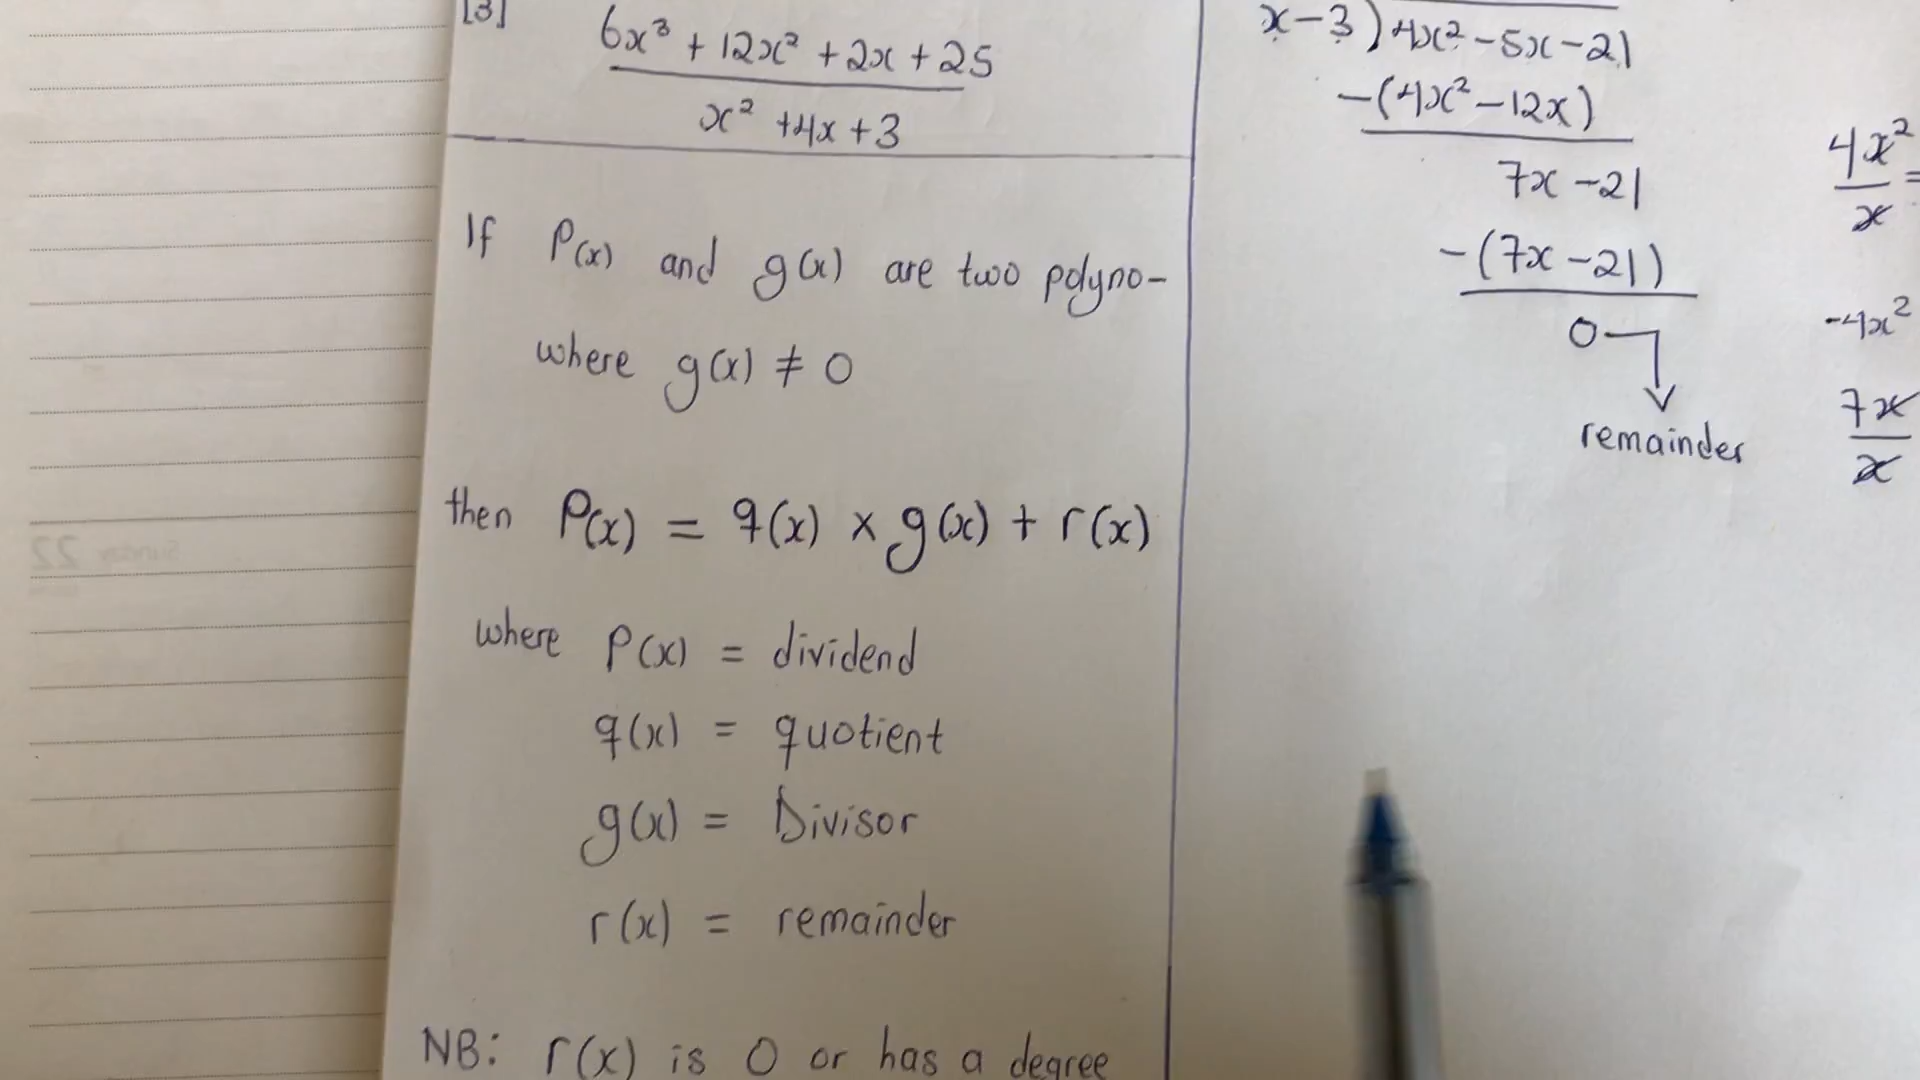 [3]
6x³ + 12x² + 2x + 25
x² + 4x + 3
If P(x) and g(x) are two polyno-
where g(x) ≠ 0
then P(x) = q(x) × g(x) + r(x)
where P(x) = dividend
q(x) = quotient
g(x) = Divisor
r(x) = remainder
NB: r(x) is 0 or has a degree
x - 3 ) 4x² - 5x - 21
-(4x² - 12x)
7x - 21
-(7x - 21)
0
remainder
4x²
=
x
-4x²
7x
x
Sunday 22